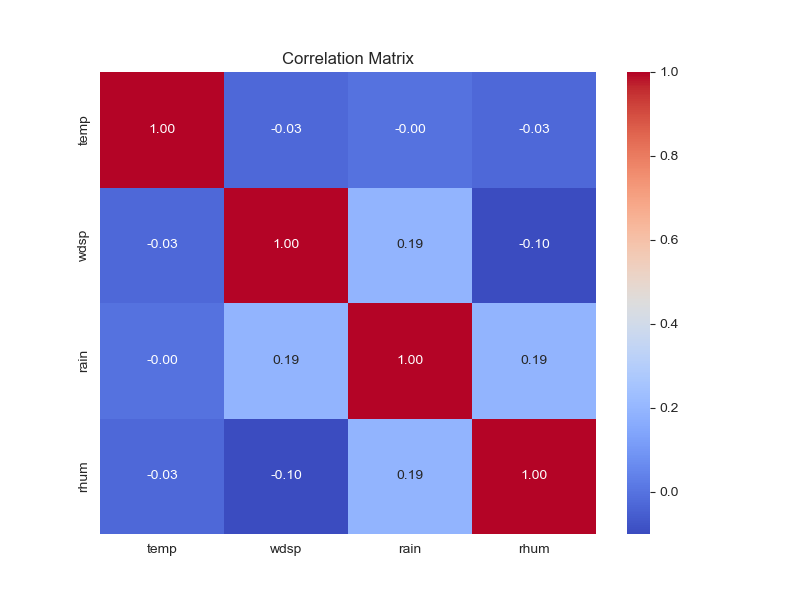 Correlation Matrix
temp 1.00 -0.03 -0.00 -0.03
wdsp -0.03 1.00 0.19 -0.10
rain -0.00 0.19 1.00 0.19
rhum -0.03 -0.10 0.19 1.00
temp wdsp rain rhum
1.0
0.8
0.6
0.4
0.2
0.0